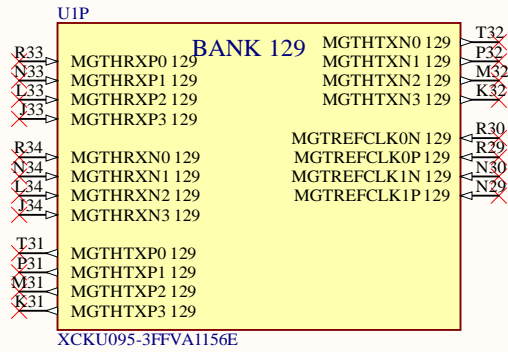 U1P
BANK 129
R33 MGTHRXP0 129
N33 MGTHRXP1 129
L33 MGTHRXP2 129
J33 MGTHRXP3 129
R34 MGTHRXN0 129
N34 MGTHRXN1 129
L34 MGTHRXN2 129
J34 MGTHRXN3 129
T31 MGTHTXP0 129
P31 MGTHTXP1 129
M31 MGTHTXP2 129
K31 MGTHTXP3 129
MGTHTXN0 129 T32
MGTHTXN1 129 P32
MGTHTXN2 129 M32
MGTHTXN3 129 K32
MGTREFCLK0N 129 R30
MGTREFCLK0P 129 R29
MGTREFCLK1N 129 N30
MGTREFCLK1P 129 N29
XCKU095-3FFVA1156E